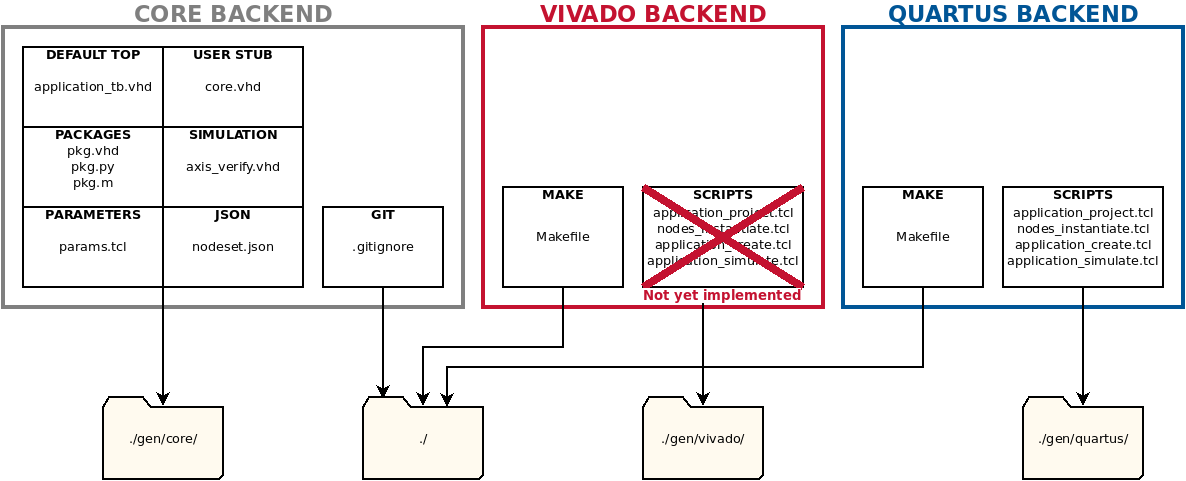 CORE BACKEND
VIVADO BACKEND
QUARTUS BACKEND
DEFAULT TOP
application_tb.vhd
USER STUB
core.vhd
PACKAGES
pkg.vhd
pkg.py
pkg.m
SIMULATION
axis_verify.vhd
PARAMETERS
params.tcl
JSON
nodeset.json
GIT
.gitignore
MAKE
Makefile
SCRIPTS
application_project.tcl
nodes_instantiate.tcl
application_create.tcl
application_simulate.tcl
Not yet implemented
MAKE
Makefile
SCRIPTS
application_project.tcl
nodes_instantiate.tcl
application_create.tcl
application_simulate.tcl
./gen/core/
./
./gen/vivado/
./gen/quartus/